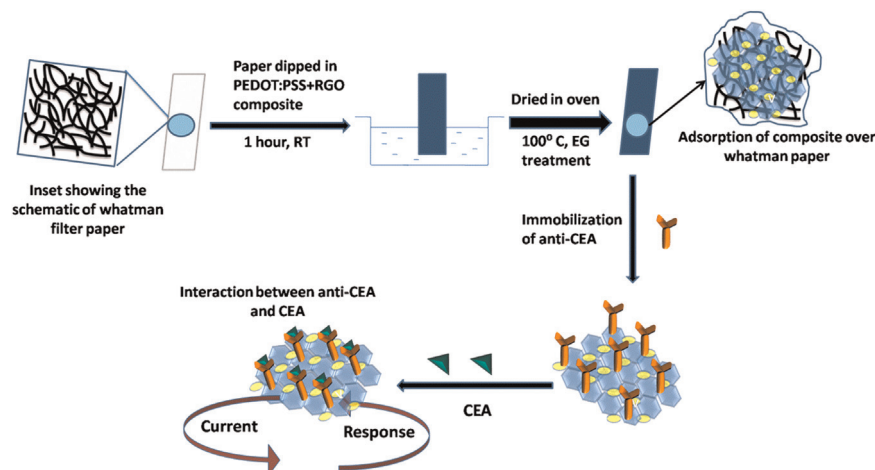 Paper dipped in
PEDOT:PSS+RGO
composite
1 hour, RT
Dried in oven
100⁰ C, EG
treatment
Adsorption of composite over
whatman paper
Inset showing the
schematic of whatman
filter paper
Immobilization
of anti-CEA
Interaction between anti-CEA
and CEA
CEA
Current
Response